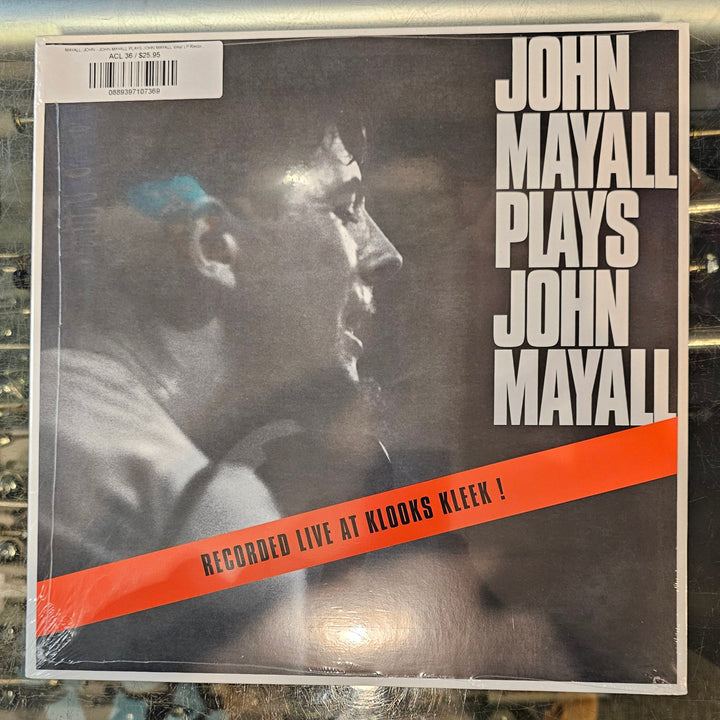 MAYALL, JOHN - JOHN MAYALL PLAYS JOHN MAYALL Vinyl LP Reco...
ACL 36 / $25.95
0889397107369
JOHN
MAYALL
PLAYS
JOHN
MAYALL
RECORDED LIVE AT KLOOKS KLEEK !